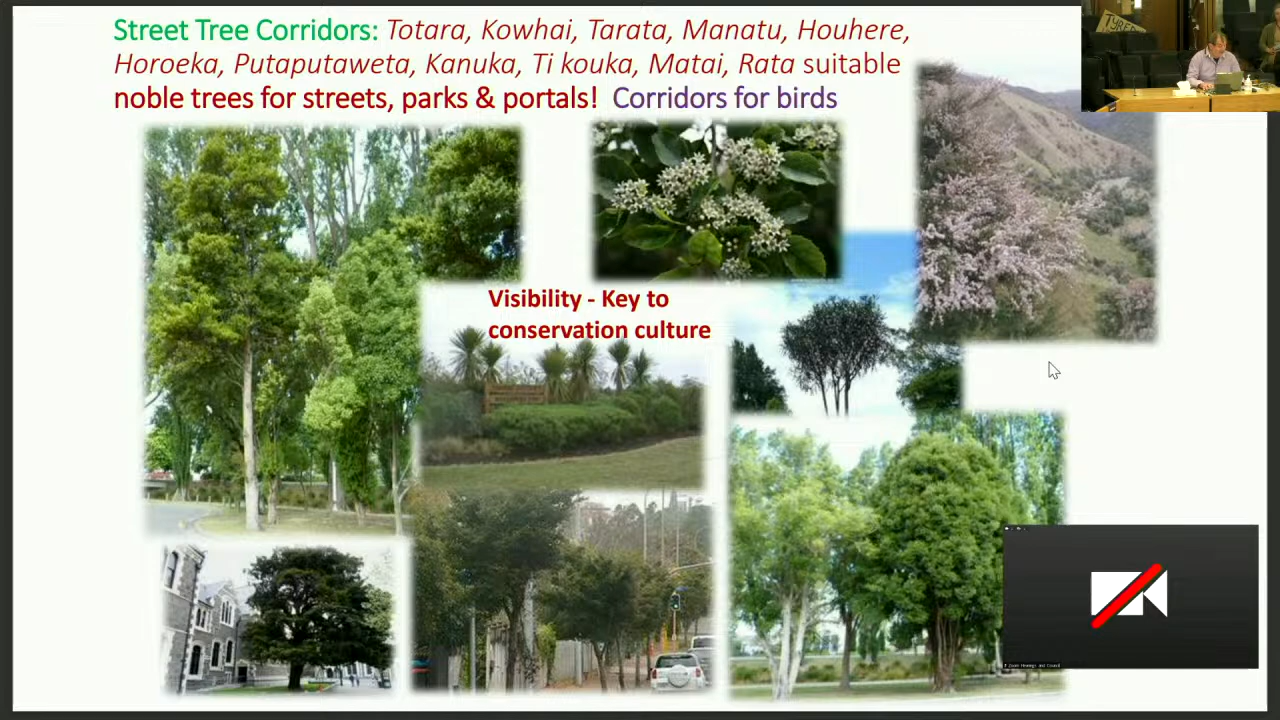 Street Tree Corridors: Totara, Kowhai, Tarata, Manatu, Houhere,
Horoeka, Putaputaweta, Kanuka, Ti kouka, Matai, Rata suitable
noble trees for streets, parks & portals! Corridors for birds
Visibility - Key to
conservation culture